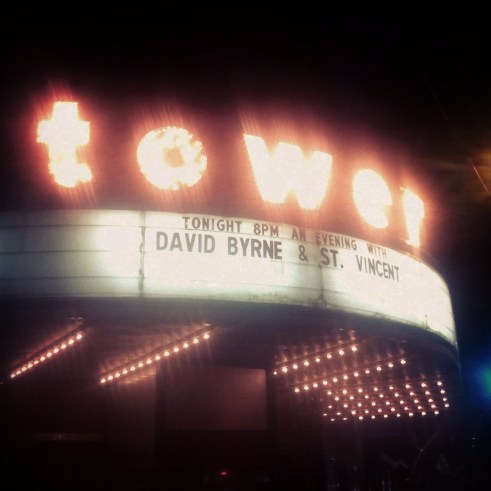 tower
TONIGHT 8PM AN EVENING WITH
DAVID BYRNE & ST. VINCENT